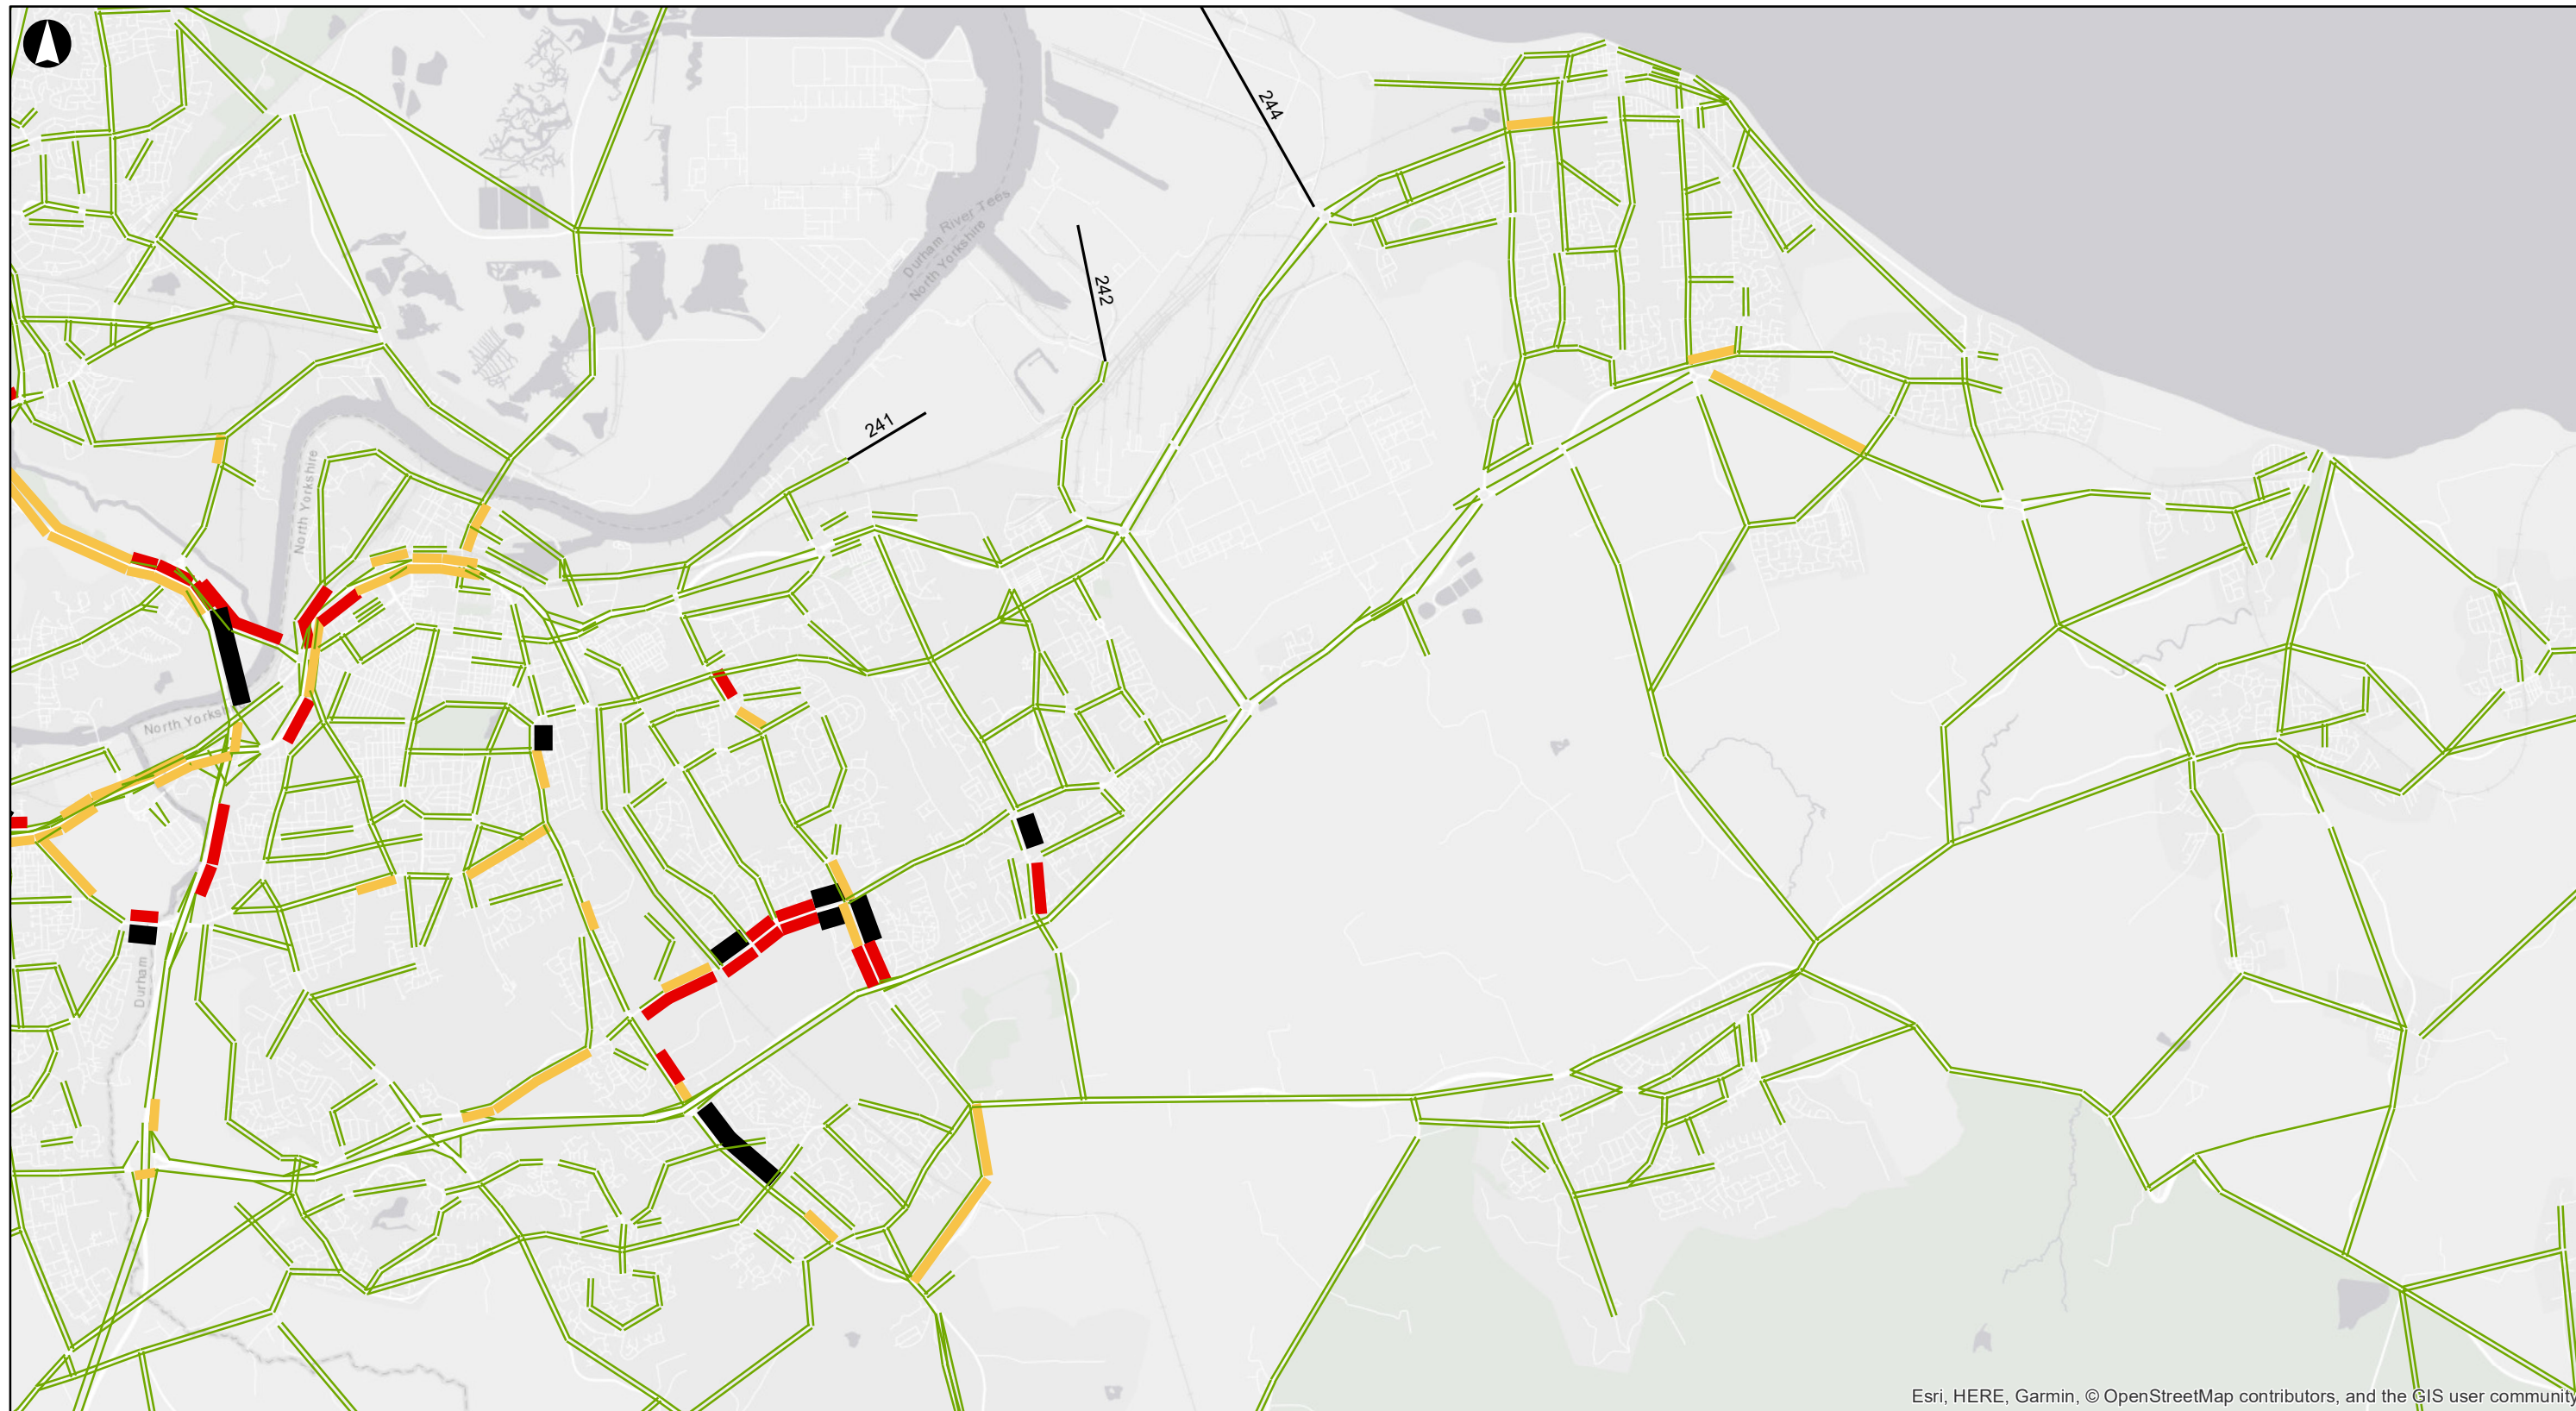 244
Durham River Tees
North Yorkshire
242
241
North Yorkshire
North Yorksh
Durham
Esri, HERE, Garmin, © OpenStreetMap contributors, and the GIS user community